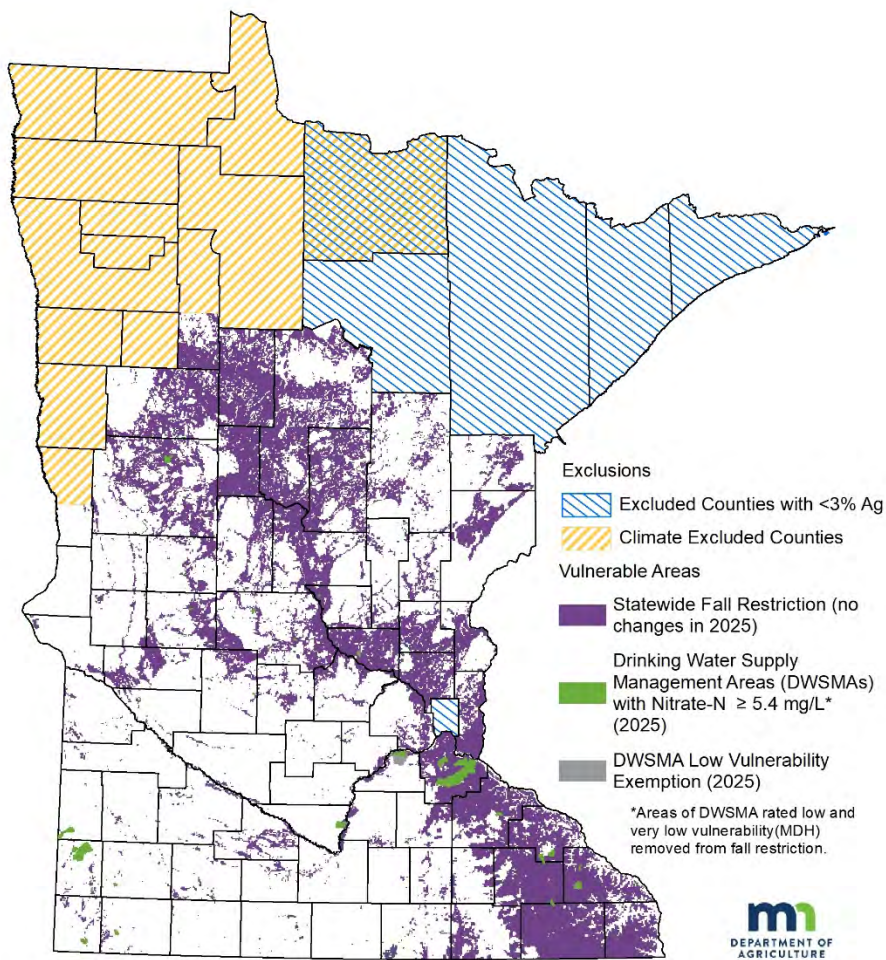 Exclusions
Excluded Counties with <3% Ag
Climate Excluded Counties
Vulnerable Areas
Statewide Fall Restriction (no
changes in 2025)
Drinking Water Supply
Management Areas (DWSMAs)
with Nitrate-N ≥ 5.4 mg/L*
(2025)
DWSMA Low Vulnerability
Exemption (2025)
*Areas of DWSMA rated low and
very low vulnerability(MDH)
removed from fall restriction.
mn
DEPARTMENT OF
AGRICULTURE